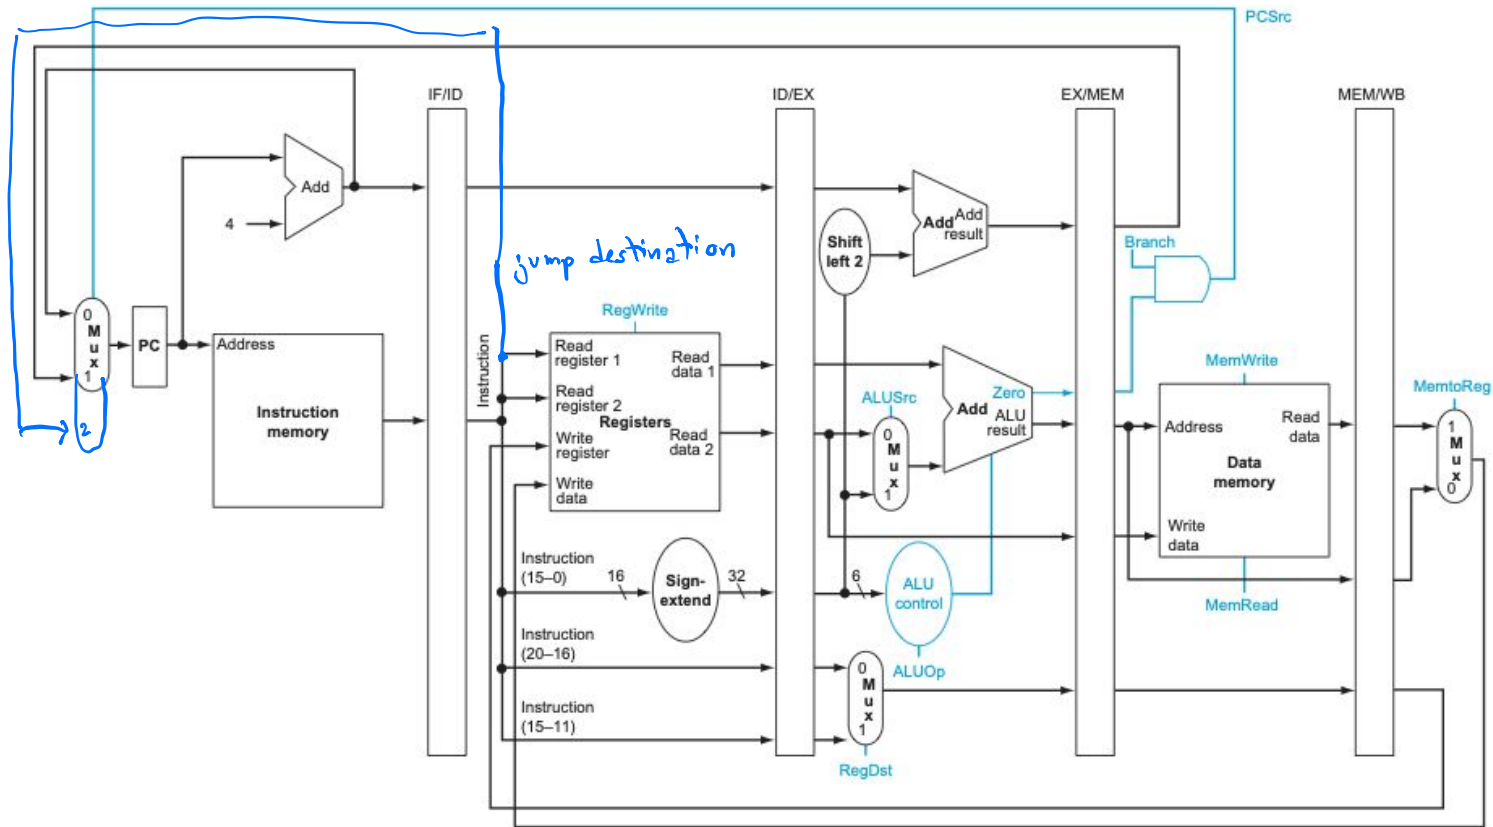 PCSrc
IF/ID
ID/EX
EX/MEM
MEM/WB
Add
4
Add
Add
result
Shift
left 2
Branch
jump destination
RegWrite
0
M
u
x
1
2
PC
Address
Instruction
memory
Instruction
Read
register 1
Read
register 2
Write
register
Write
data
Registers
Read
data 1
Read
data 2
ALUSrc
0
M
u
x
1
Zero
Add
ALU
result
MemWrite
Address
Read
data
Data
memory
Write
data
MemRead
MemtoReg
1
M
u
x
0
Instruction
(15–0)
16
Sign-
extend
32
6
ALU
control
ALUOp
Instruction
(20–16)
Instruction
(15–11)
0
M
u
x
1
RegDst